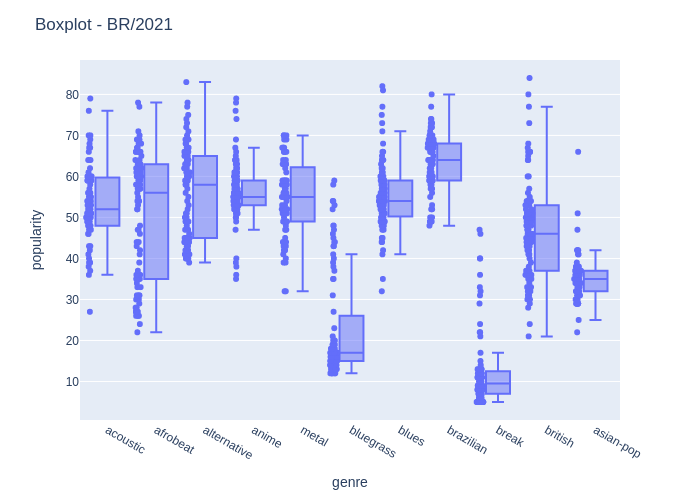 Boxplot - BR/2021
80
70
60
50
40
30
20
10
popularity
acoustic
afrobeat
alternative
anime
metal
bluegrass
blues
brazilian
break
british
asian-pop
genre